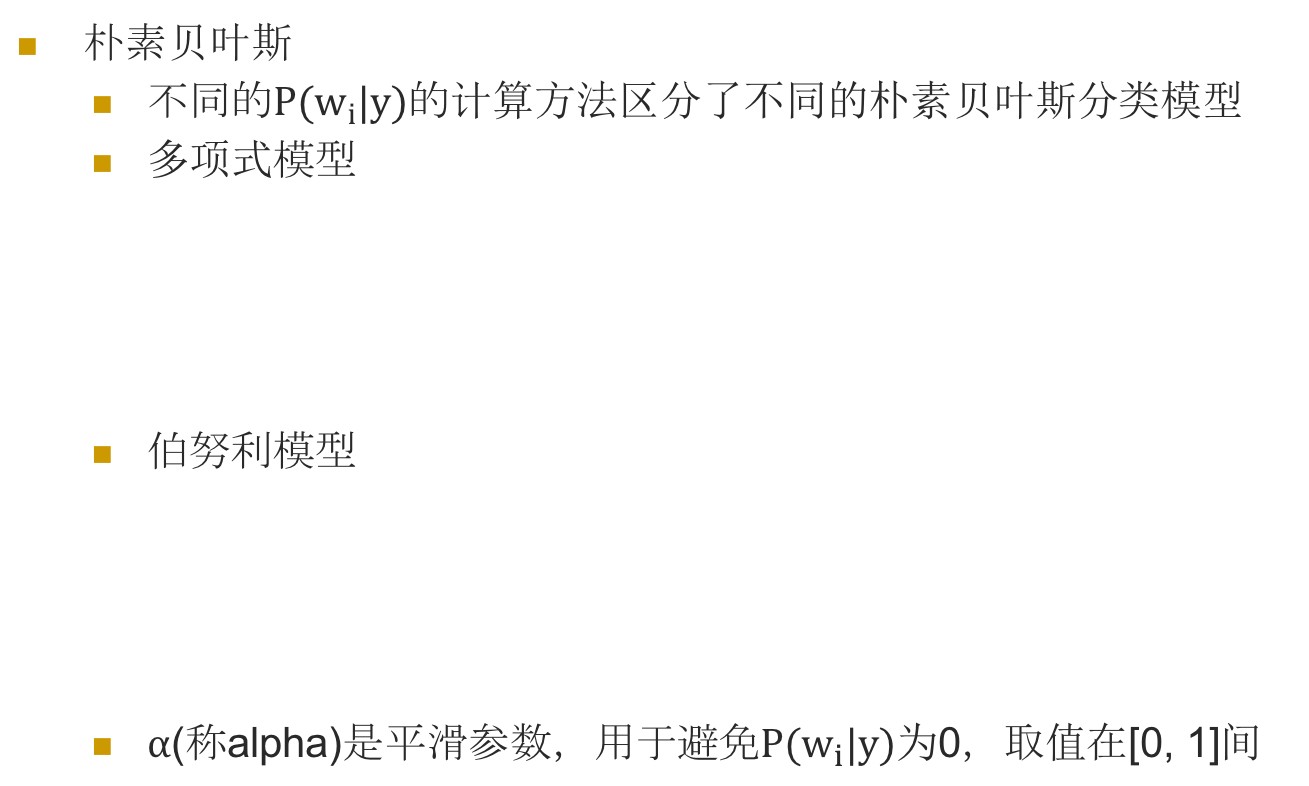 朴素贝叶斯
不同的P(wᵢ|y)的计算方法区分了不同的朴素贝叶斯分类模型
多项式模型
伯努利模型
α(称alpha)是平滑参数，用于避免P(wᵢ|y)为0，取值在[0, 1]间